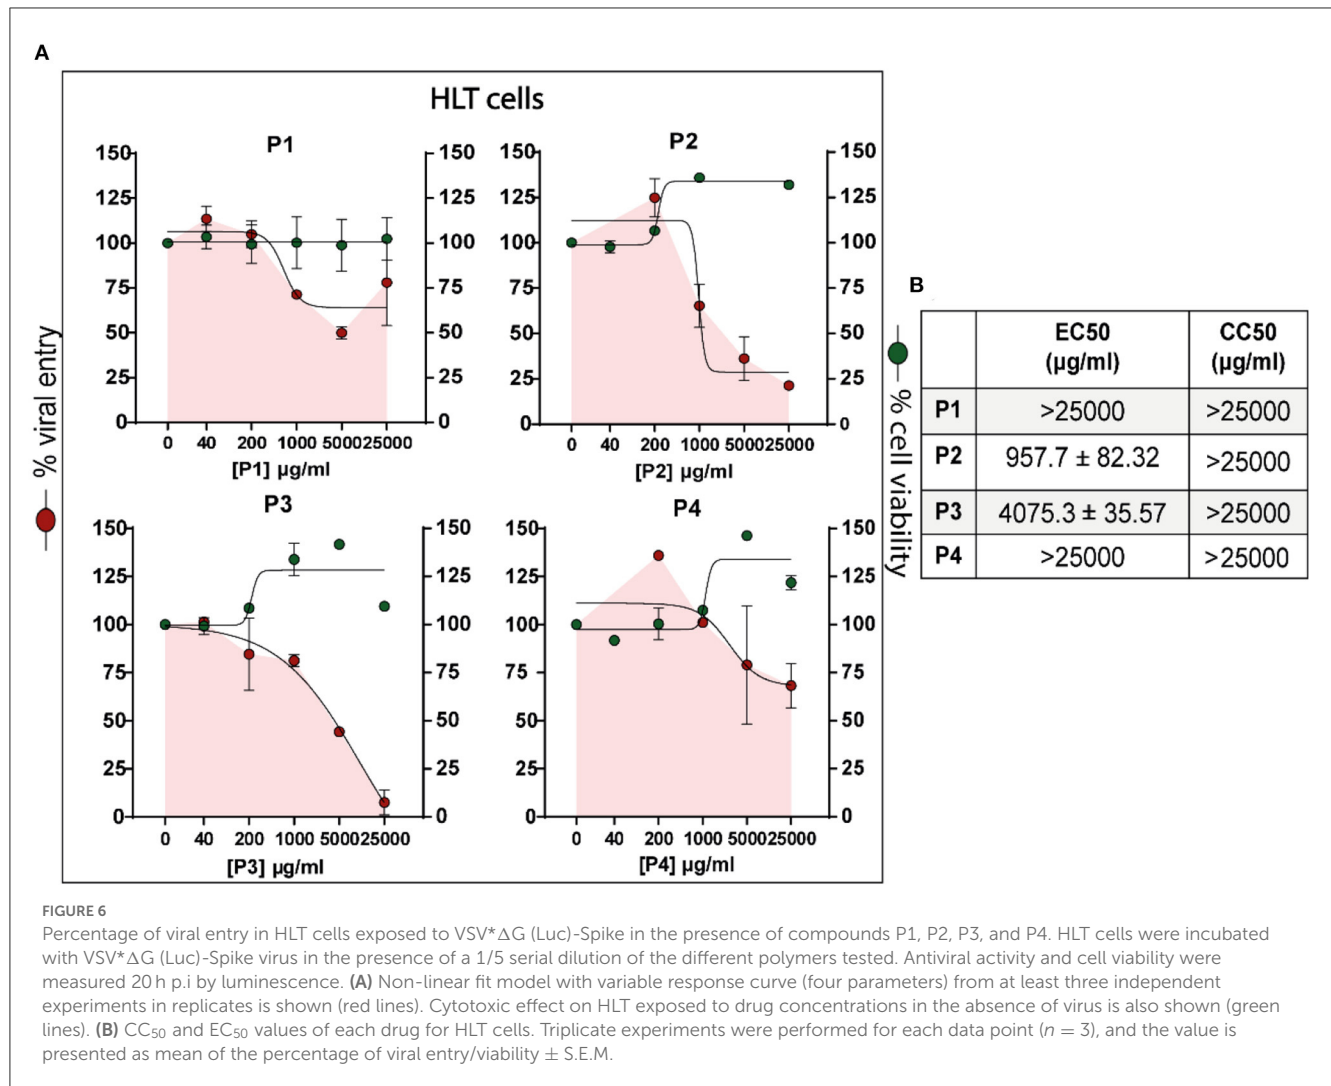 A
HLT cells
P1
150
125
100
75
50
25
0
150
125
100
75
50
25
0
0 40 200 1000 5000 25000
[P1] µg/ml
P2
150
125
100
75
50
25
0
150
125
100
75
50
25
0
0 40 200 1000 5000 25000
[P2] µg/ml
P3
150
125
100
75
50
25
0
150
125
100
75
50
25
0
0 40 200 1000 5000 25000
[P3] µg/ml
P4
150
125
100
75
50
25
0
150
125
100
75
50
25
0
0 40 200 1000 5000 25000
[P4] µg/ml
% viral entry
% cell viability
B
EC50 (µg/ml) CC50 (µg/ml)
P1 >25000 >25000
P2 957.7 ± 82.32 >25000
P3 4075.3 ± 35.57 >25000
P4 >25000 >25000
FIGURE 6
Percentage of viral entry in HLT cells exposed to VSV*ΔG (Luc)-Spike in the presence of compounds P1, P2, P3, and P4. HLT cells were incubated
with VSV*ΔG (Luc)-Spike virus in the presence of a 1/5 serial dilution of the different polymers tested. Antiviral activity and cell viability were
measured 20 h p.i by luminescence. (A) Non-linear fit model with variable response curve (four parameters) from at least three independent
experiments in replicates is shown (red lines). Cytotoxic effect on HLT exposed to drug concentrations in the absence of virus is also shown (green
lines). (B) CC50 and EC50 values of each drug for HLT cells. Triplicate experiments were performed for each data point (n = 3), and the value is
presented as mean of the percentage of viral entry/viability ± S.E.M.